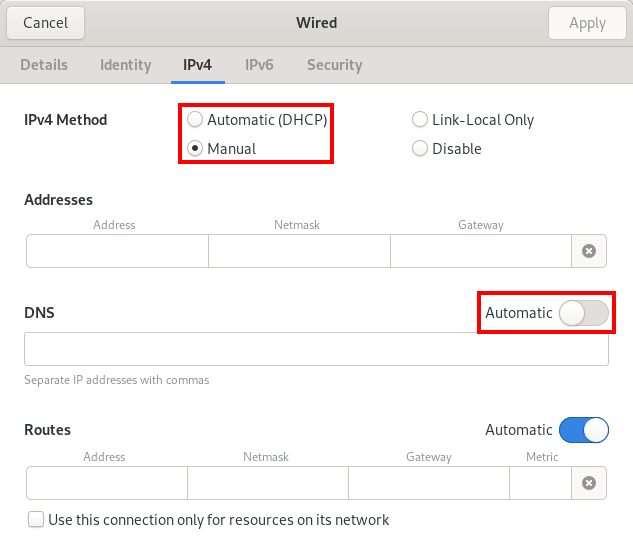 Cancel Wired Apply
Details Identity IPv4 IPv6 Security
IPv4 Method Automatic (DHCP) Link-Local Only
Manual Disable
Addresses
Address Netmask Gateway
DNS Automatic
Separate IP addresses with commas
Routes Automatic
Address Netmask Gateway Metric
Use this connection only for resources on its network